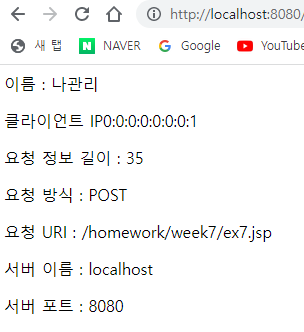 http://localhost:8080/
새 탭 NAVER Google YouTube
이름 : 나관리
클라이언트 IP0:0:0:0:0:0:0:1
요청 정보 길이 : 35
요청 방식 : POST
요청 URI : /homework/week7/ex7.jsp
서버 이름 : localhost
서버 포트 : 8080